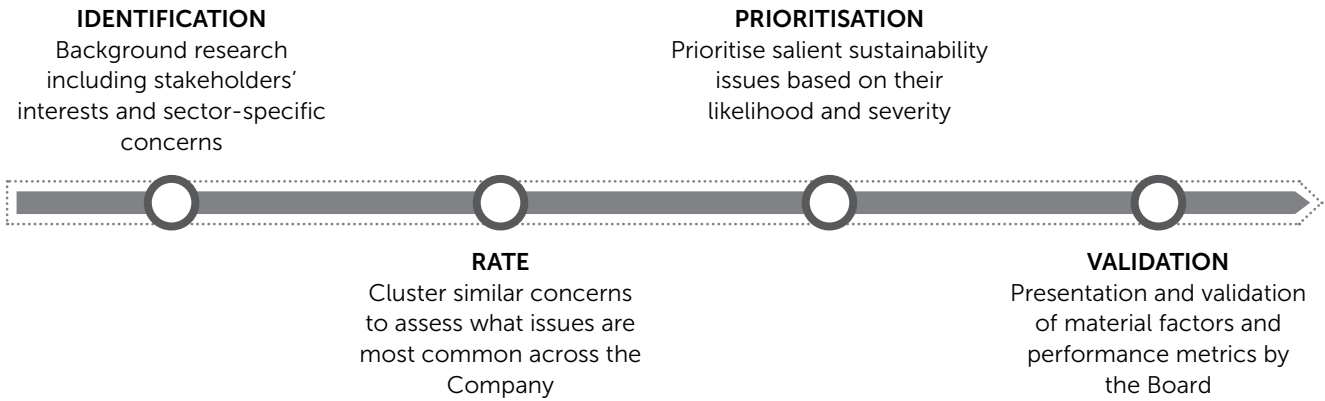 IDENTIFICATION
Background research
including stakeholders’
interests and sector-specific
concerns
RATE
Cluster similar concerns
to assess what issues are
most common across the
Company
PRIORITISATION
Prioritise salient sustainability
issues based on their
likelihood and severity
VALIDATION
Presentation and validation
of material factors and
performance metrics by
the Board